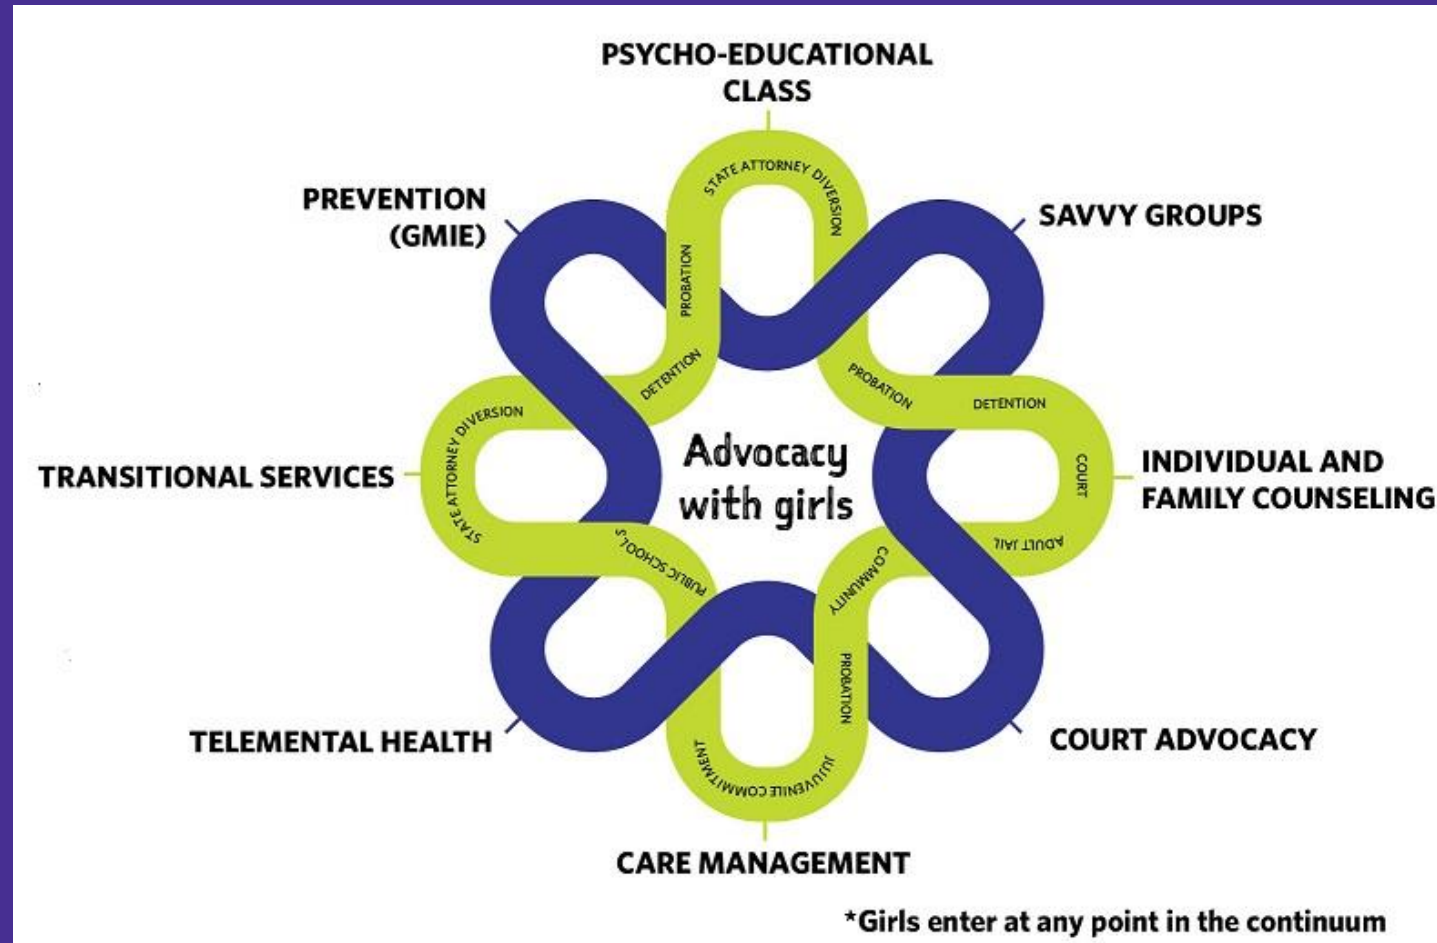 PSYCHO-EDUCATIONAL
CLASS
PREVENTION
(GMIE)
SAVVY GROUPS
STATE ATTORNEY DIVERSION
PROBATION
DETENTION
PROBATION
DETENTION
COURT
ADULT JAIL
STATE ATTORNEY DIVERSION
TRANSITIONAL SERVICES
Advocacy
with girls
INDIVIDUAL AND
FAMILY COUNSELING
PUBLIC SCHOOLS
COMMUNITY
PROBATION
JUJUVENILE COMMITMENT
TELEMENTAL HEALTH
COURT ADVOCACY
CARE MANAGEMENT
*Girls enter at any point in the continuum